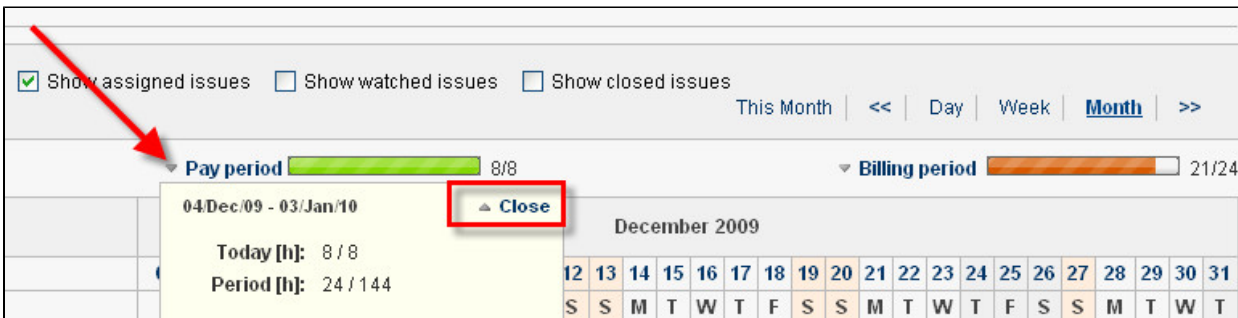 Show assigned issues Show watched issues Show closed issues
This Month << Day Week Month >>
Pay period 8/8 Billing period 21/24
04/Dec/09 - 03/Jan/10 Close
December 2009
Today [h]: 8 / 8
12 13 14 15 16 17 18 19 20 21 22 23 24 25 26 27 28 29 30 31
Period [h]: 24 / 144
S S M T W T F S S M T W T F S S M T W T